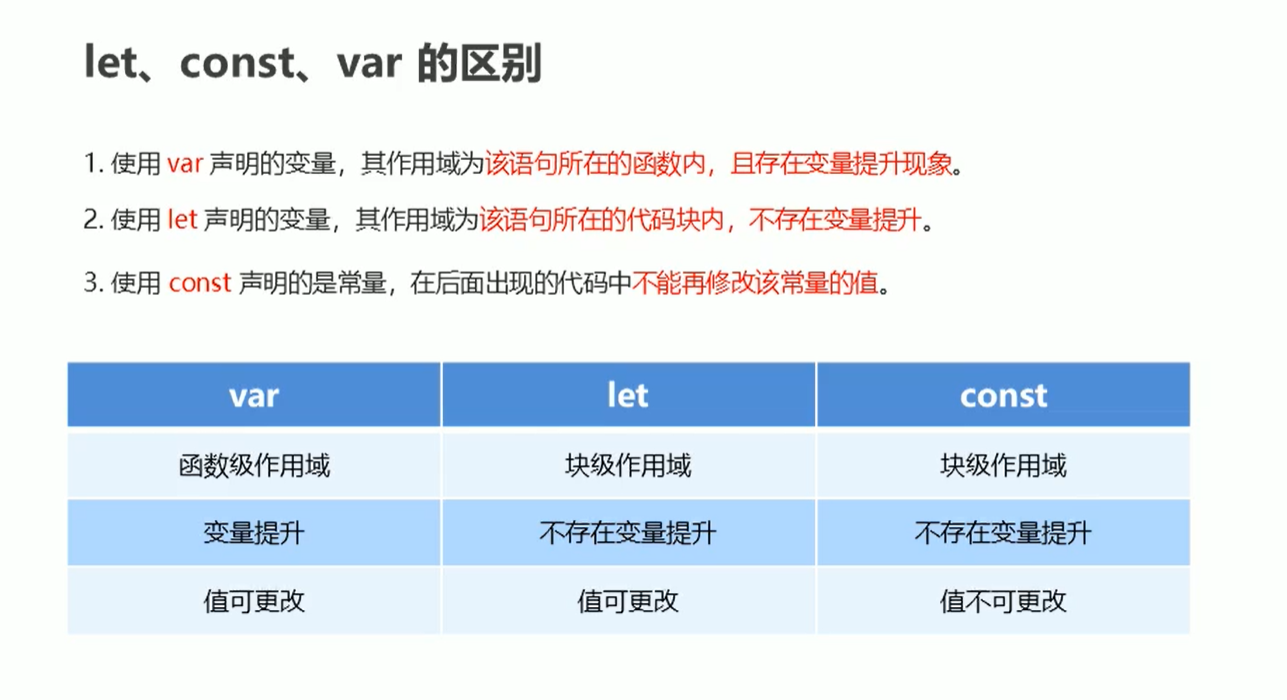 let、const、var 的区别
1. 使用 var 声明的变量，其作用域为该语句所在的函数内，且存在变量提升现象。
2. 使用 let 声明的变量，其作用域为该语句所在的代码块内，不存在变量提升。
3. 使用 const 声明的是常量，在后面出现的代码中不能再修改该常量的值。
var let const
函数级作用域 块级作用域 块级作用域
变量提升 不存在变量提升 不存在变量提升
值可更改 值可更改 值不可更改